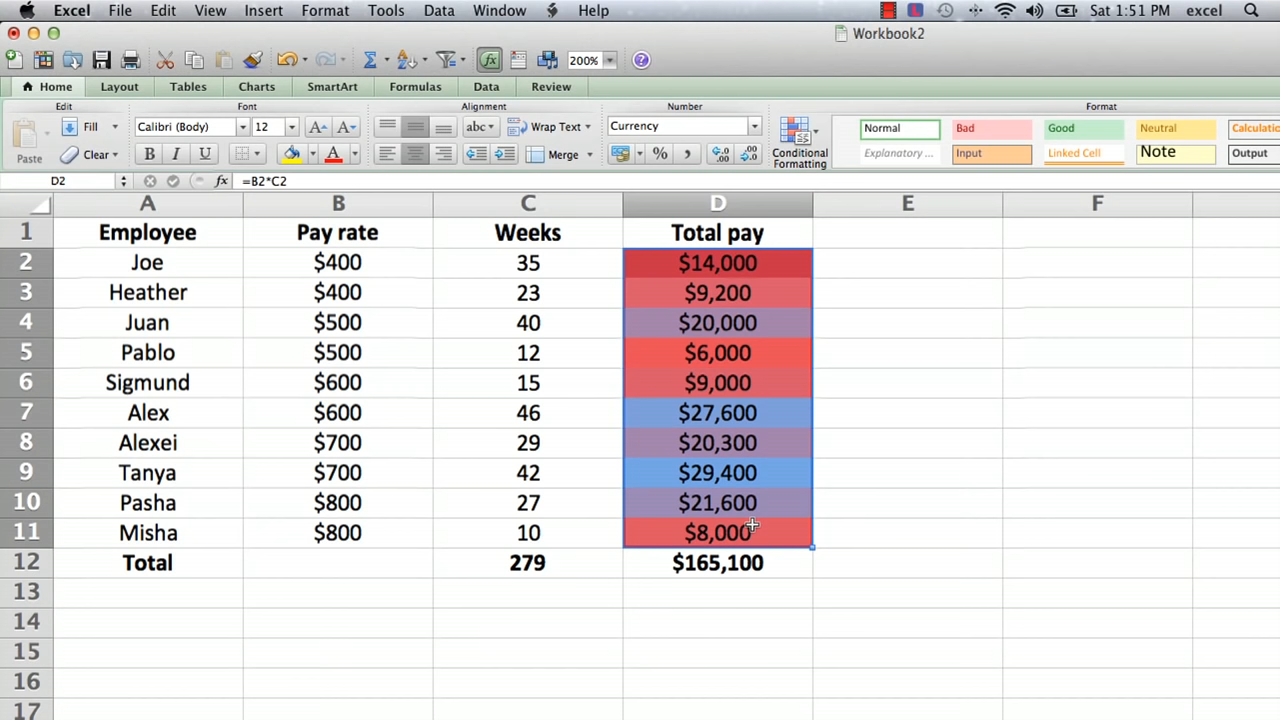 Excel File Edit View Insert Format Tools Data Window Help Sat 1:51 PM excel
Workbook2
200%
Home Layout Tables Charts SmartArt Formulas Data Review
Edit Font Alignment Number Format
Fill Calibri (Body) 12 abc Wrap Text Currency Normal Bad Good Neutral Calculatio
Paste Clear B I U Merge % Conditional Formatting Explanatory ... Input Linked Cell Note Output
D2 fx =B2*C2
A B C D E F
1 Employee Pay rate Weeks Total pay
2 Joe $400 35 $14,000
3 Heather $400 23 $9,200
4 Juan $500 40 $20,000
5 Pablo $500 12 $6,000
6 Sigmund $600 15 $9,000
7 Alex $600 46 $27,600
8 Alexei $700 29 $20,300
9 Tanya $700 42 $29,400
10 Pasha $800 27 $21,600
11 Misha $800 10 $8,000
12 Total 279 $165,100
13
14
15
16
17